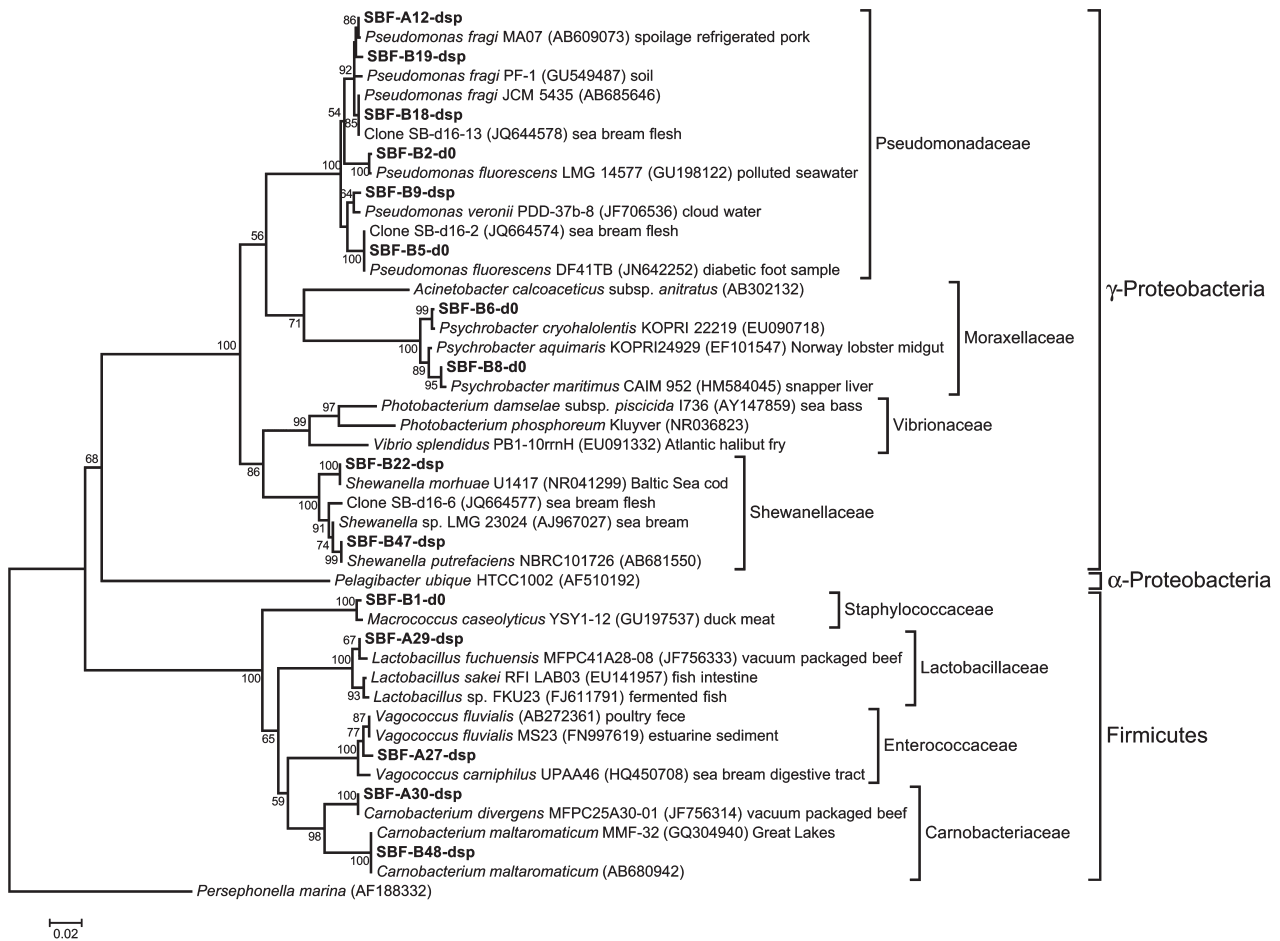 86
SBF-A12-dsp
Pseudomonas fragi MA07 (AB609073) spoilage refrigerated pork
SBF-B19-dsp
92
Pseudomonas fragi PF-1 (GU549487) soil
Pseudomonas fragi JCM 5435 (AB685646)
54
SBF-B18-dsp
85
Clone SB-d16-13 (JQ644578) sea bream flesh
Pseudomonadaceae
SBF-B2-d0
100
100
Pseudomonas fluorescens LMG 14577 (GU198122) polluted seawater
64
SBF-B9-dsp
Pseudomonas veronii PDD-37b-8 (JF706536) cloud water
Clone SB-d16-2 (JQ664574) sea bream flesh
56
SBF-B5-d0
100
Pseudomonas fluorescens DF41TB (JN642252) diabetic foot sample
Acinetobacter calcoaceticus subsp. anitratus (AB302132)
γ-Proteobacteria
99
SBF-B6-d0
71
Psychrobacter cryohalolentis KOPRI 22219 (EU090718)
Moraxellaceae
100
100
Psychrobacter aquimaris KOPRI24929 (EF101547) Norway lobster midgut
89
SBF-B8-d0
95
Psychrobacter maritimus CAIM 952 (HM584045) snapper liver
97
Photobacterium damselae subsp. piscicida I736 (AY147859) sea bass
99
Photobacterium phosphoreum Kluyver (NR036823)
Vibrionaceae
Vibrio splendidus PB1-10rrnH (EU091332) Atlantic halibut fry
68
86
100
SBF-B22-dsp
Shewanella morhuae U1417 (NR041299) Baltic Sea cod
100
Clone SB-d16-6 (JQ664577) sea bream flesh
Shewanellaceae
91
Shewanella sp. LMG 23024 (AJ967027) sea bream
74
SBF-B47-dsp
99
Shewanella putrefaciens NBRC101726 (AB681550)
Pelagibacter ubique HTCC1002 (AF510192)
α-Proteobacteria
100
SBF-B1-d0
Staphylococcaceae
Macrococcus caseolyticus YSY1-12 (GU197537) duck meat
67
SBF-A29-dsp
100
Lactobacillus fuchuensis MFPC41A28-08 (JF756333) vacuum packaged beef
Lactobacillaceae
100
Lactobacillus sakei RFI LAB03 (EU141957) fish intestine
93
Lactobacillus sp. FKU23 (FJ611791) fermented fish
87
Vagococcus fluvialis (AB272361) poultry fece
65
77
Vagococcus fluvialis MS23 (FN997619) estuarine sediment
Firmicutes
100
SBF-A27-dsp
Enterococcaceae
Vagococcus carniphilus UPAA46 (HQ450708) sea bream digestive tract
59
100
SBF-A30-dsp
Carnobacterium divergens MFPC25A30-01 (JF756314) vacuum packaged beef
98
Carnobacterium maltaromaticum MMF-32 (GQ304940) Great Lakes
Carnobacteriaceae
SBF-B48-dsp
100
Carnobacterium maltaromaticum (AB680942)
Persephonella marina (AF188332)
0.02